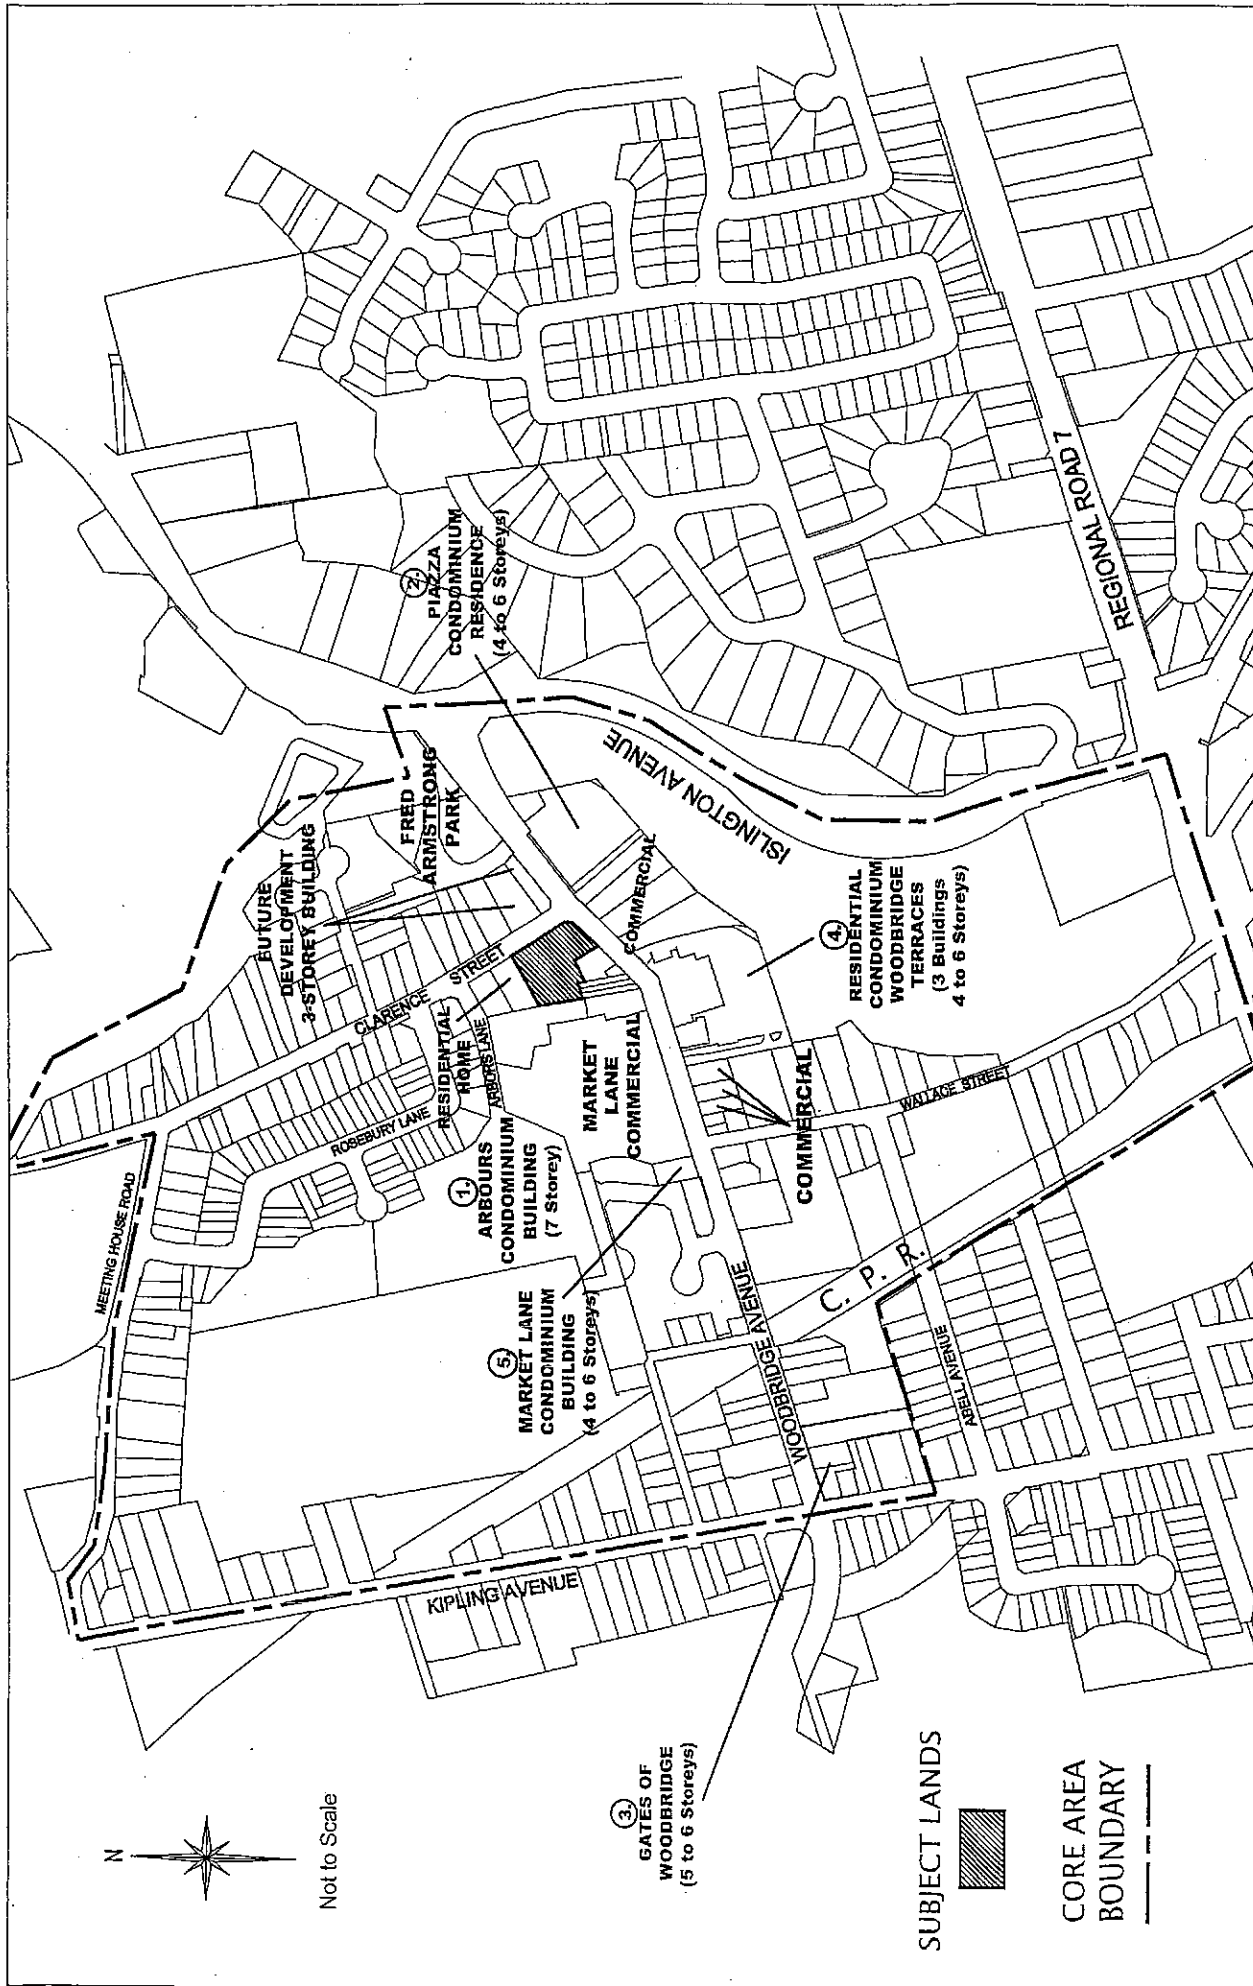 N
Not to Scale
MEETING HOUSE ROAD
ROSEBURY LANE
CLARENCE
STREET
ARBORS LANE
KIPLING AVENUE
WOODBRIDGE AVENUE
ABELL AVENUE
WALLACE STREET
C. P. R.
ISLINGTON AVENUE
REGIONAL ROAD 7
FUTURE
DEVELOPMENT
3-STOREY BUILDING
FRED
ARMSTRONG
PARK
RESIDENTIAL
HOME
1.
ARBOURS
CONDOMINIUM
BUILDING
(7 Storey)
2.
PIAZZA
CONDOMINIUM
RESIDENCE
(4 to 6 Storeys)
3.
GATES OF
WOODBRIDGE
(5 to 6 Storeys)
4.
RESIDENTIAL
CONDOMINIUM
WOODBRIDGE
TERRACES
(3 Buildings
4 to 6 Storeys)
5.
MARKET LANE
CONDOMINIUM
BUILDING
(4 to 6 Storeys)
MARKET
LANE
COMMERCIAL
COMMERCIAL
COMMERCIAL
SUBJECT LANDS
CORE AREA
BOUNDARY